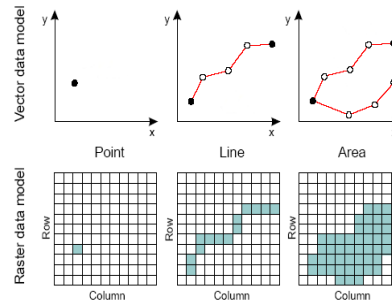 Vector data model
y
y
y
x
x
x
Point
Line
Area
Raster data model
Row
Row
Row
Column
Column
Column